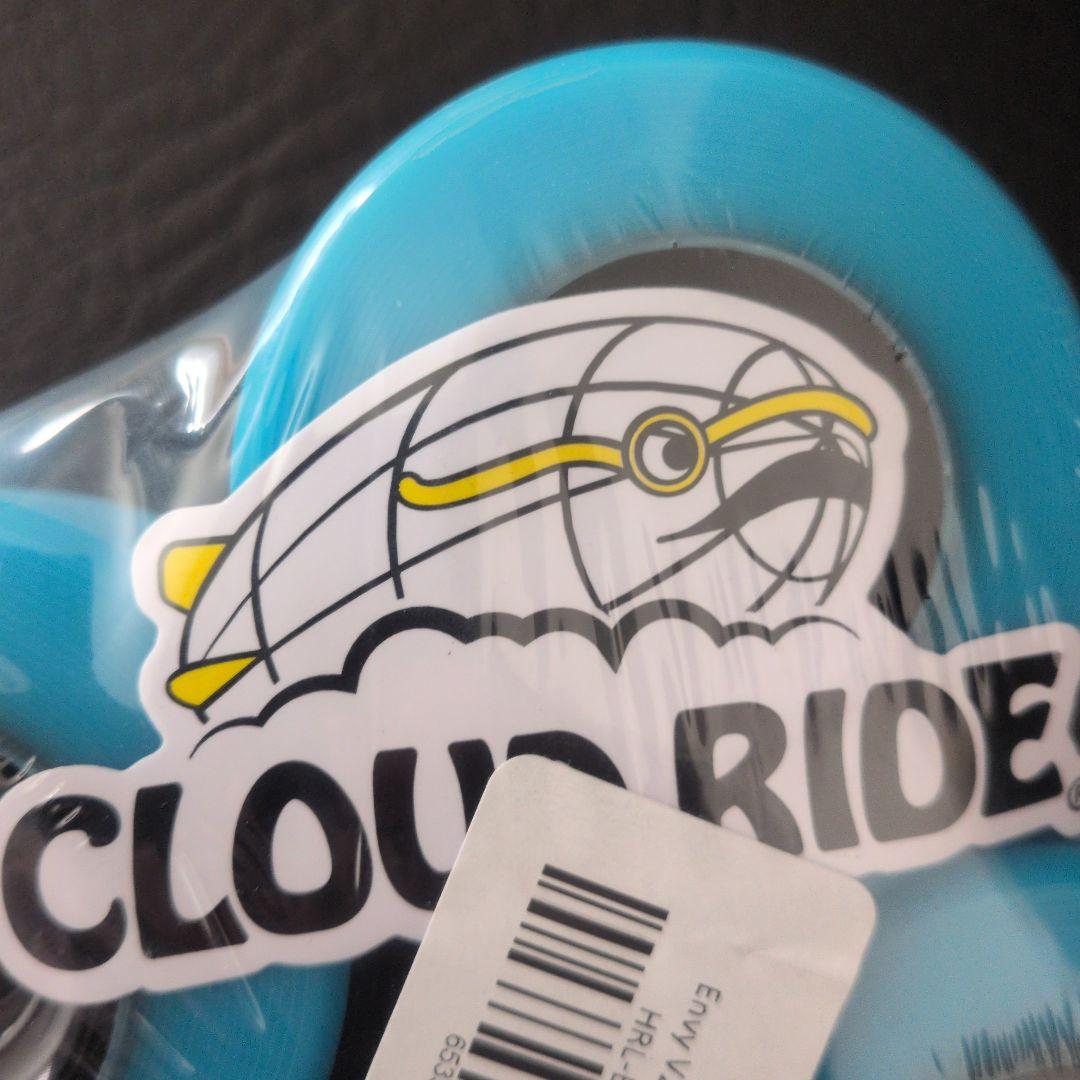 CLOUD RIDE
Envy V
HRL-
653